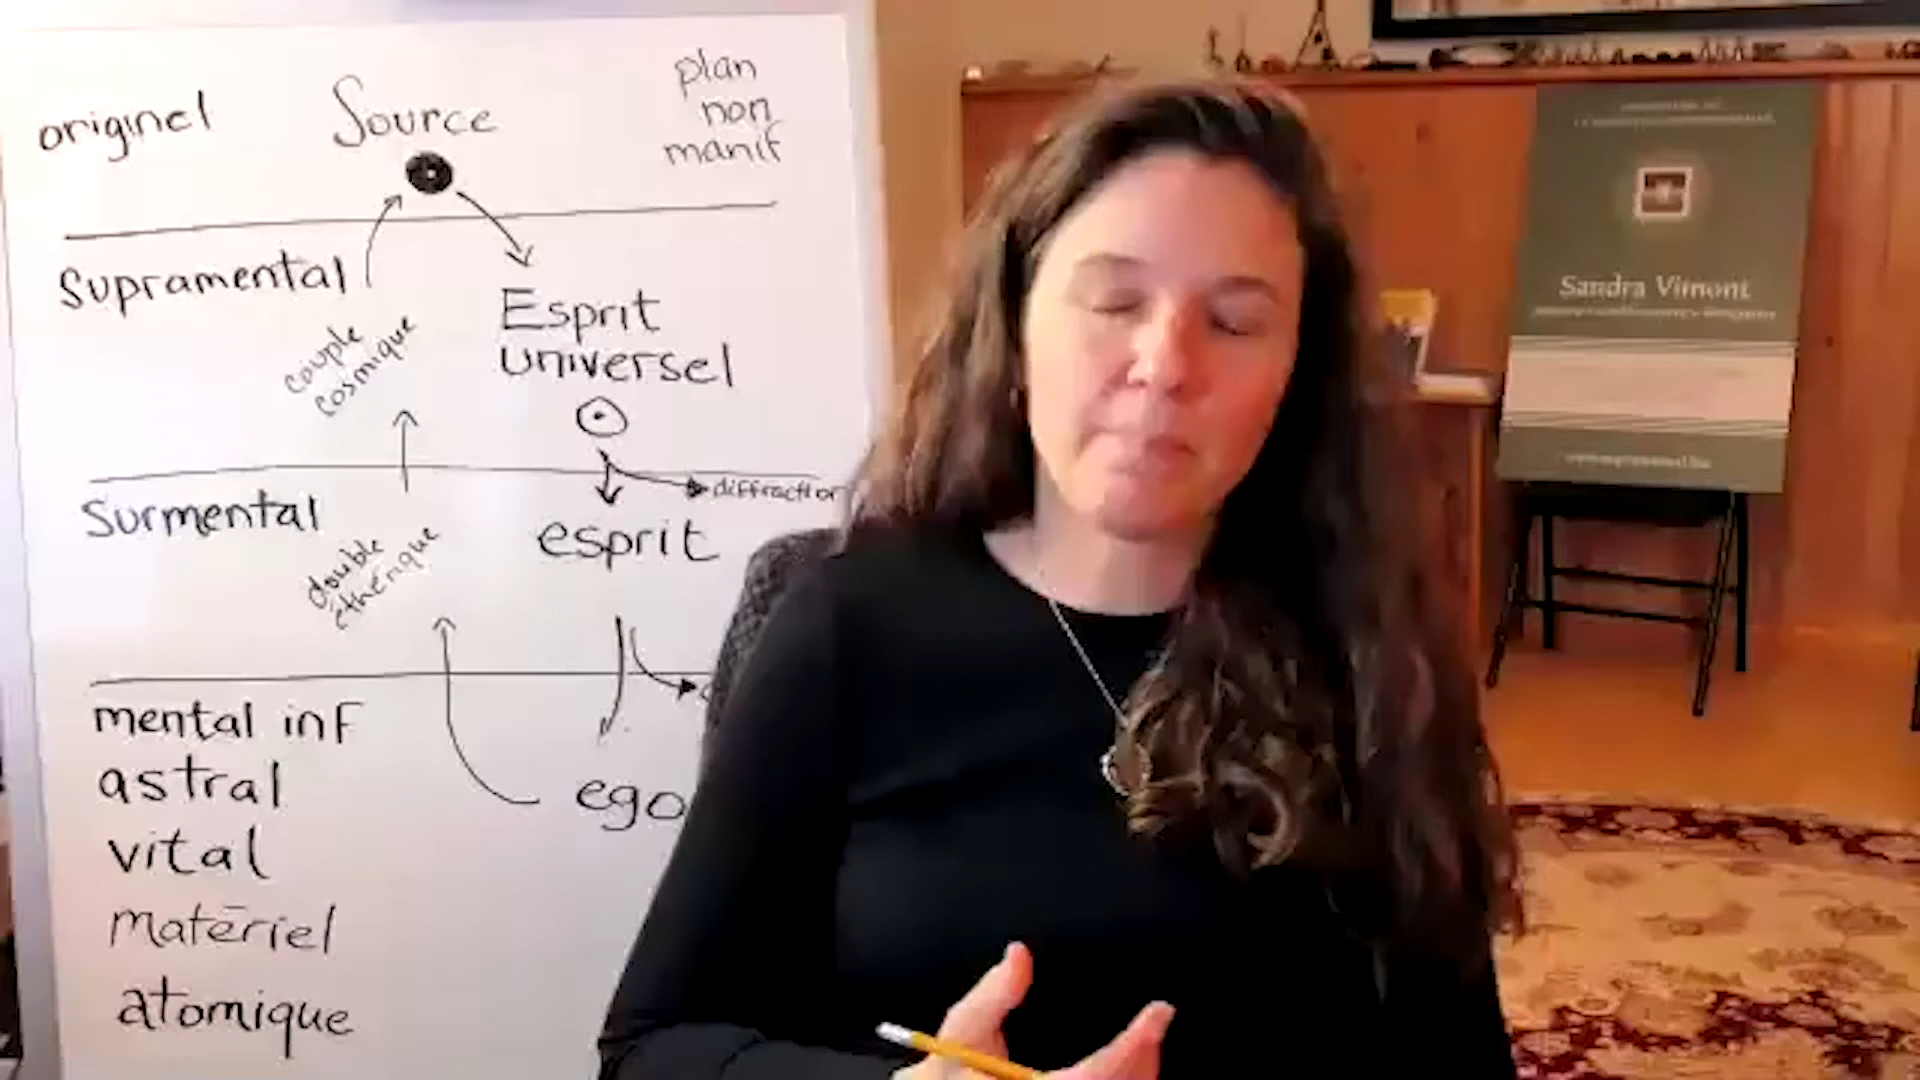 originel
Source
plan
non
manif
Supramental
couple
cosmique
Esprit
universel
diffraction
Surmental
esprit
double
éthérique
mental inf
astral
ego
vital
matériel
atomique
Sandra Vimont